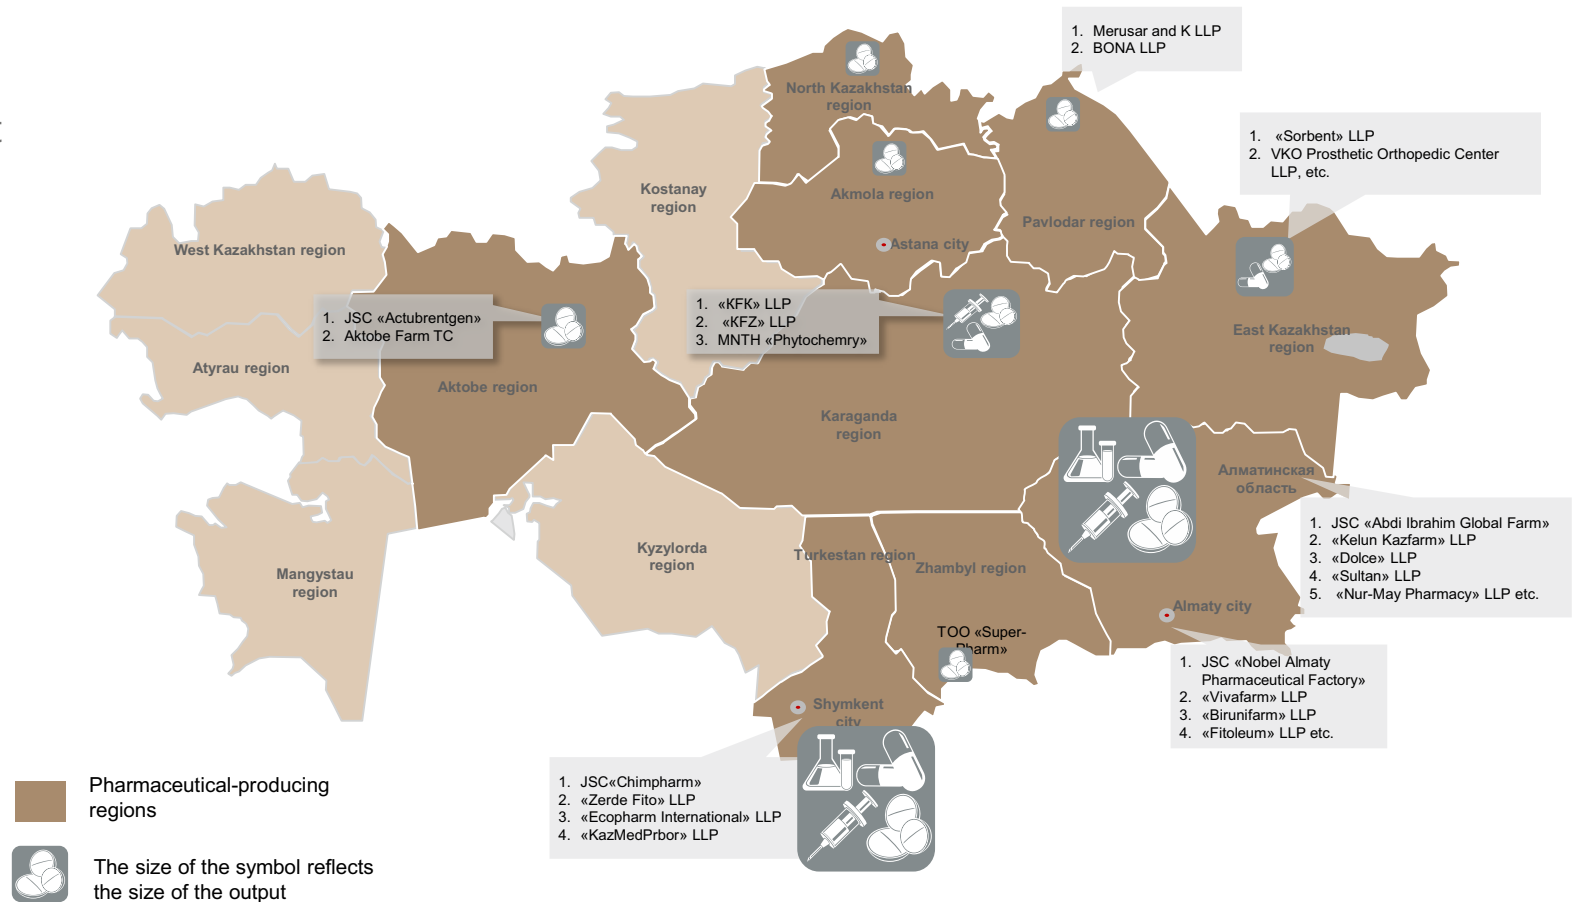 1. Merusar and K LLP
2. BONA LLP
North Kazakhstan
region
1. «Sorbent» LLP
2. VKO Prosthetic Orthopedic Center
LLP, etc.
Kostanay
region
Akmola region
Pavlodar region
Astana city
West Kazakhstan region
1. JSC «Actubrentgen»
2. Aktobe Farm TC
1. «KFK» LLP
2. «KFZ» LLP
3. MNTH «Phytochemry»
East Kazakhstan
region
Atyrau region
Aktobe region
Karaganda
region
Алматинская
область
1. JSC «Abdi Ibrahim Global Farm»
2. «Kelun Kazfarm» LLP
3. «Dolce» LLP
4. «Sultan» LLP
5. «Nur-May Pharmacy» LLP etc.
Kyzylorda
region
Turkestan region
Zhambyl region
Mangystau
region
Almaty city
TOO «Super-
Pharm»
1. JSC «Nobel Almaty
Pharmaceutical Factory»
2. «Vivafarm» LLP
3. «Birunifarm» LLP
4. «Fitoleum» LLP etc.
Shymkent
city
1. JSC«Chimpharm»
2. «Zerde Fito» LLP
3. «Ecopharm International» LLP
4. «KazMedPrbor» LLP
Pharmaceutical-producing
regions
The size of the symbol reflects
the size of the output